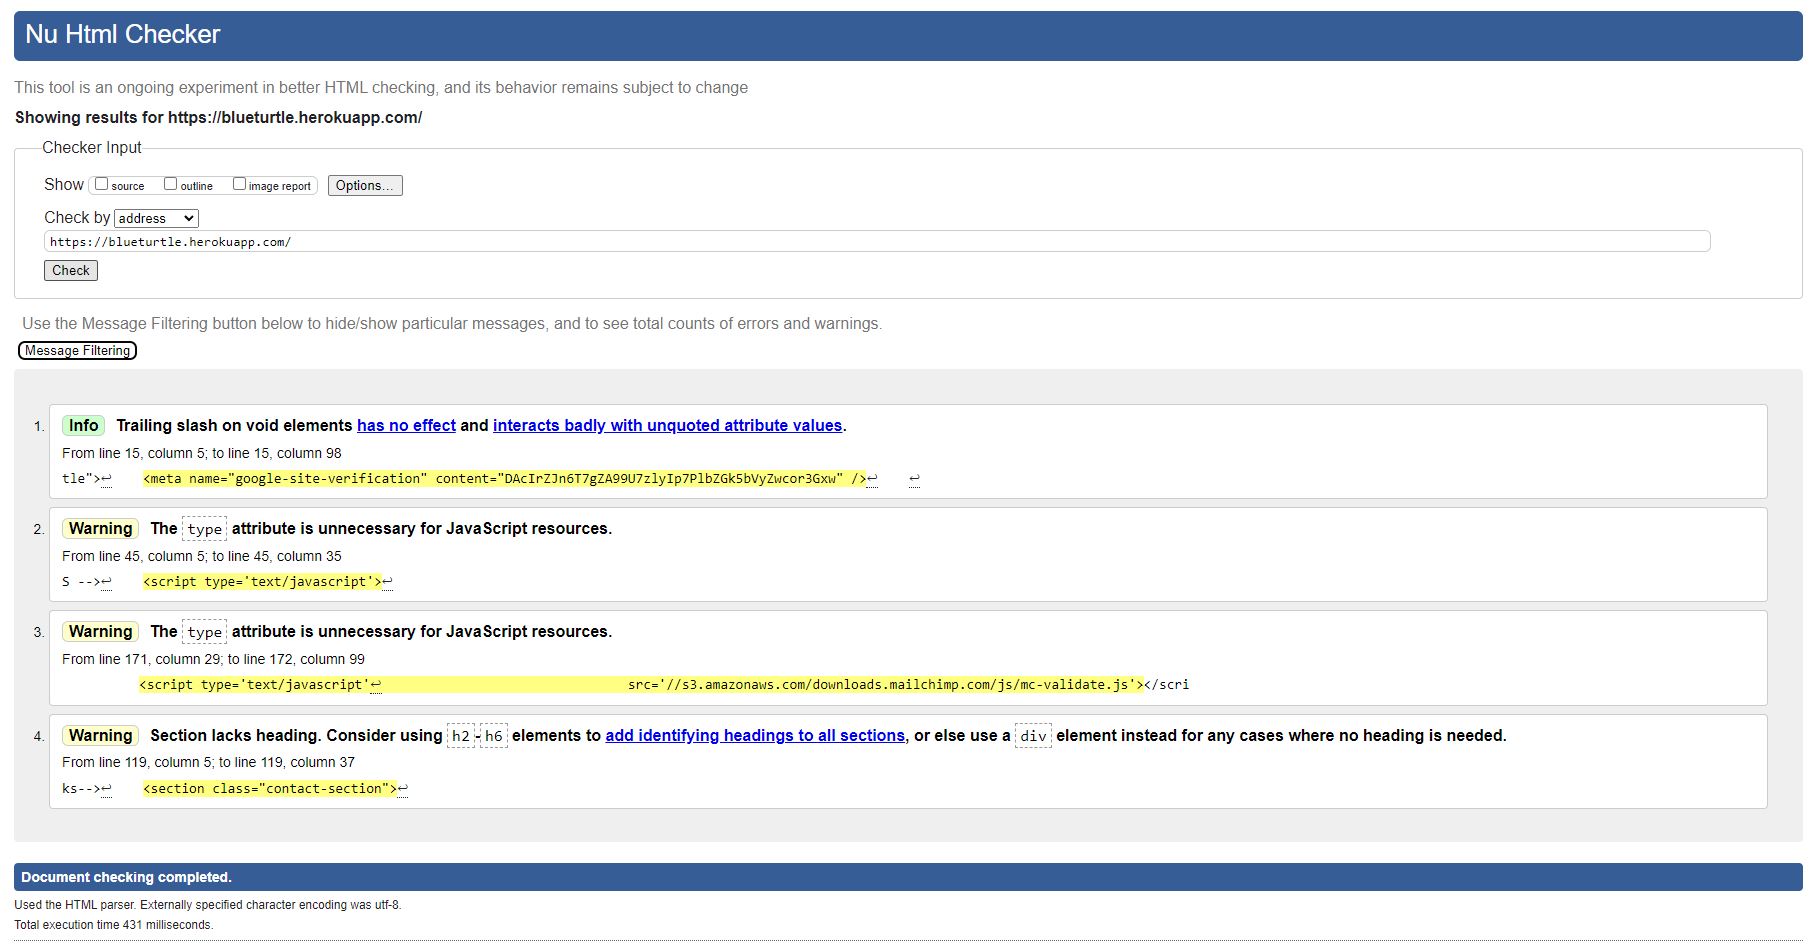 Nu Html Checker
This tool is an ongoing experiment in better HTML checking, and its behavior remains subject to change
Showing results for https://blueturtle.herokuapp.com/
Checker Input
Show source outline image report Options...
Check by address
https://blueturtle.herokuapp.com/
Check
Use the Message Filtering button below to hide/show particular messages, and to see total counts of errors and warnings.
Message Filtering
1. Info Trailing slash on void elements has no effect and interacts badly with unquoted attribute values.
From line 15, column 5; to line 15, column 98
tle">↩ <meta name="google-site-verification" content="DAcIrZJn6T7gZA99U7zlyIp7PlbZGk5bVyZwcor3Gxw" />↩ ↩
2. Warning The type attribute is unnecessary for JavaScript resources.
From line 45, column 5; to line 45, column 35
S -->↩ <script type='text/javascript'>↩
3. Warning The type attribute is unnecessary for JavaScript resources.
From line 171, column 29; to line 172, column 99
<script type='text/javascript'↩ src='//s3.amazonaws.com/downloads.mailchimp.com/js/mc-validate.js'></scri
4. Warning Section lacks heading. Consider using h2-h6 elements to add identifying headings to all sections, or else use a div element instead for any cases where no heading is needed.
From line 119, column 5; to line 119, column 37
ks-->↩ <section class="contact-section">↩
Document checking completed.
Used the HTML parser. Externally specified character encoding was utf-8.
Total execution time 431 milliseconds.